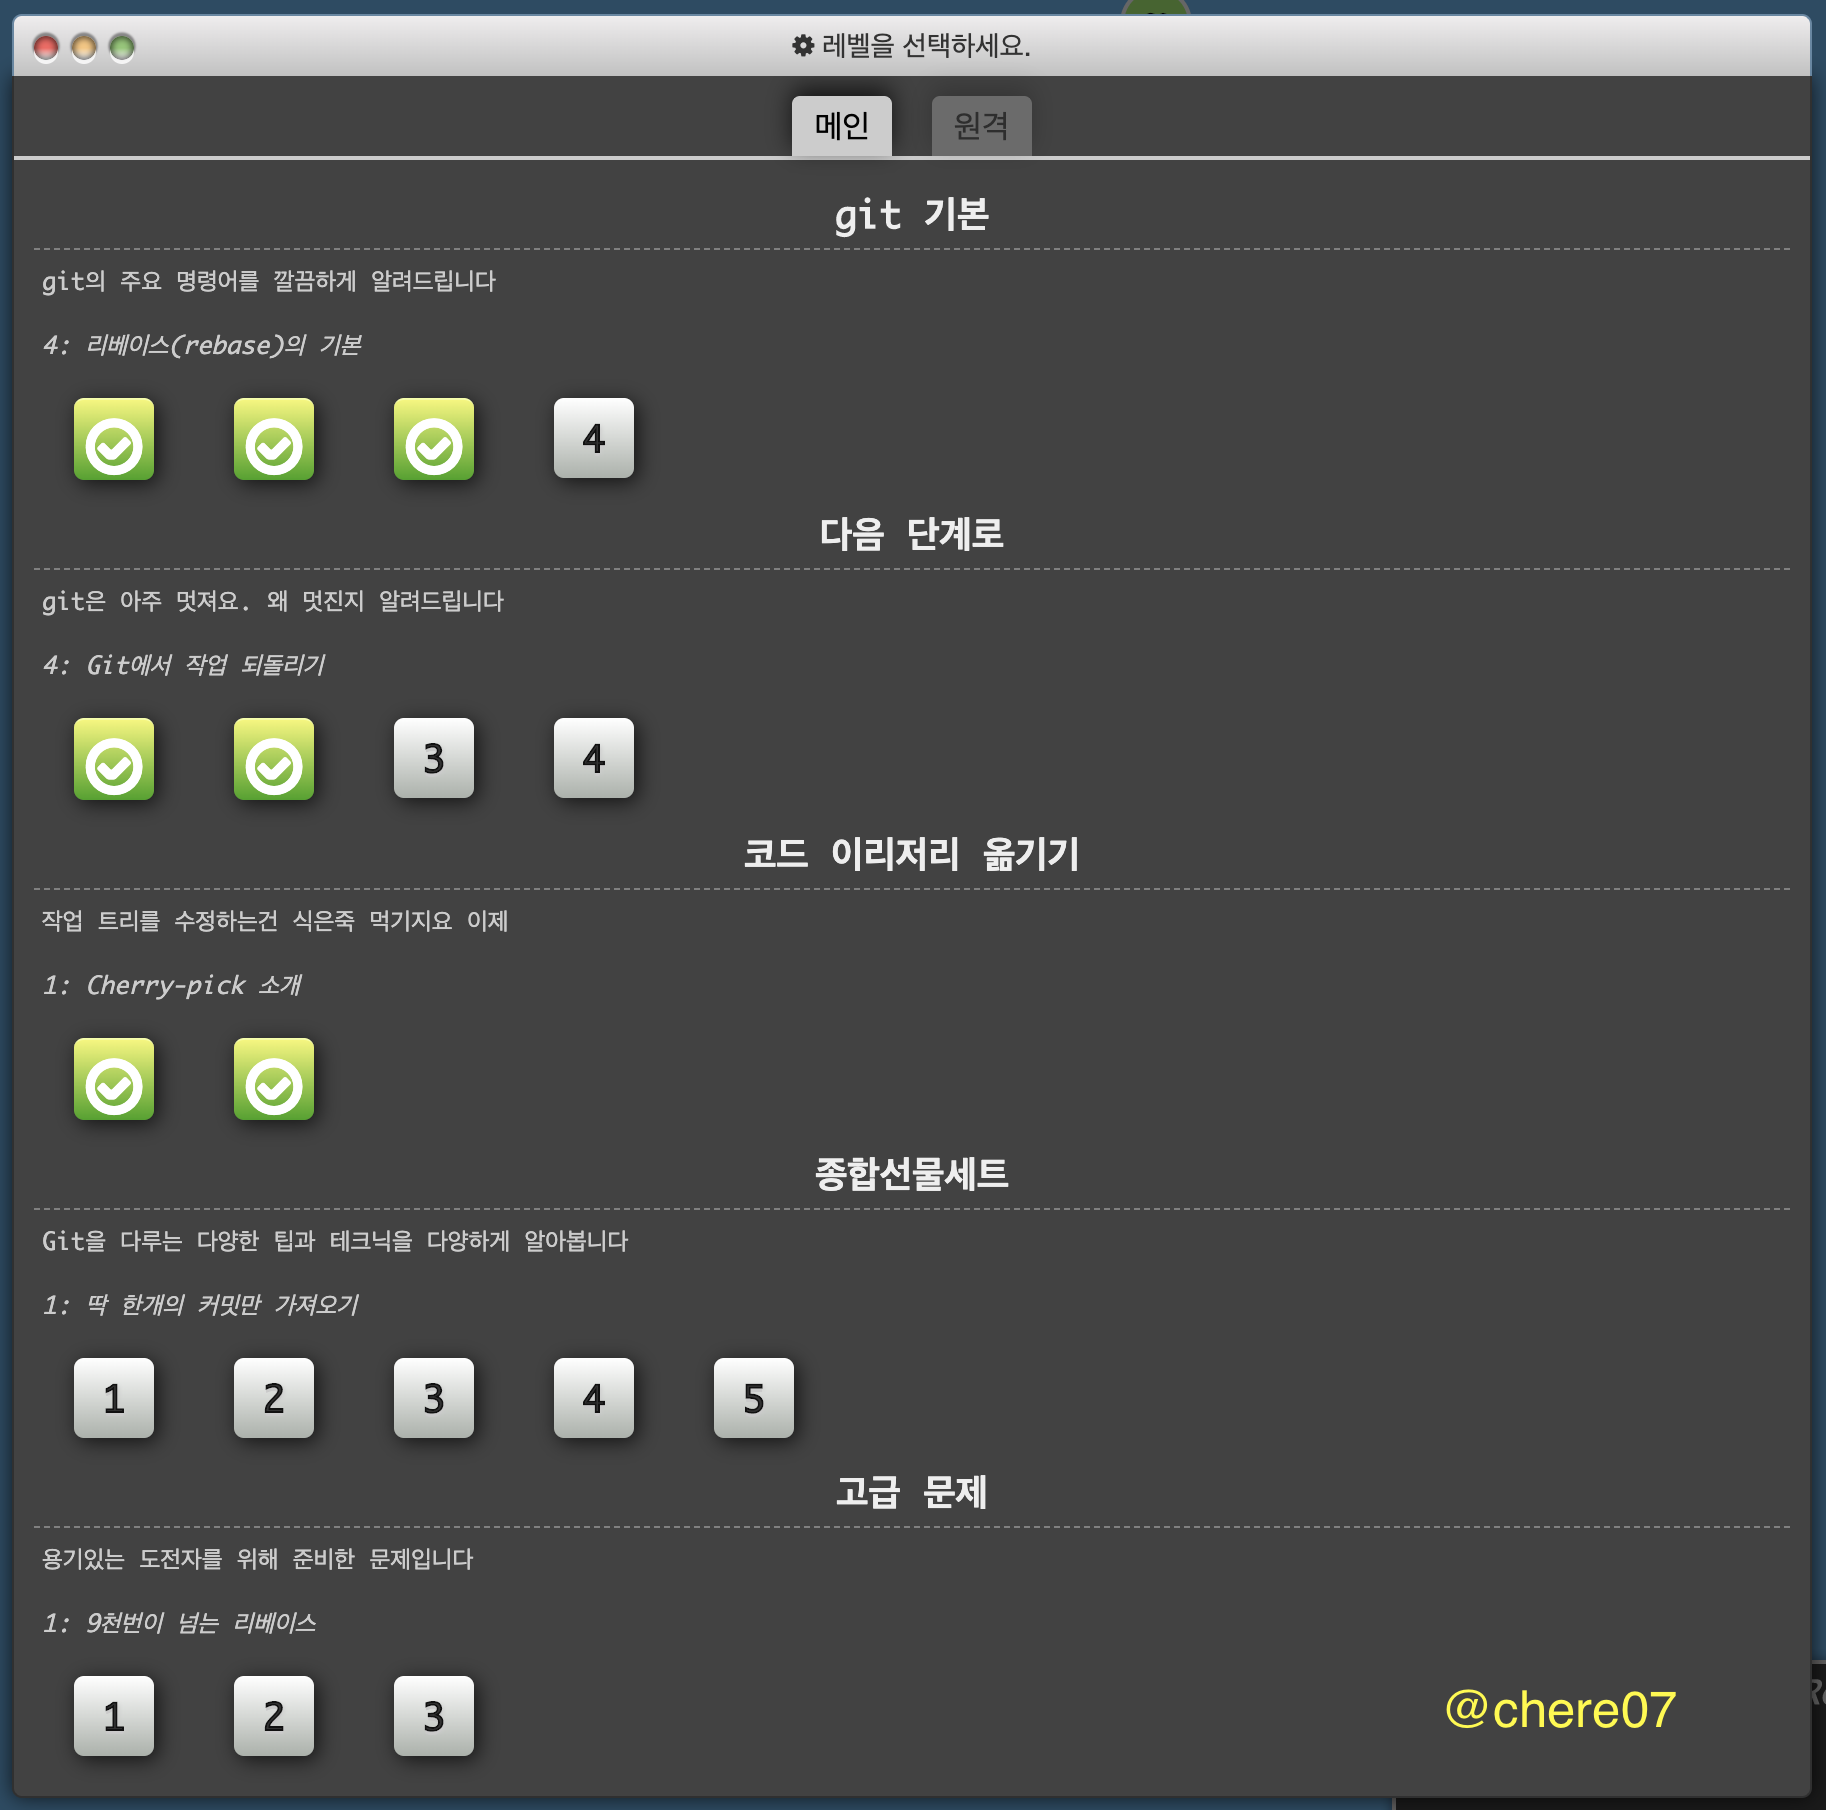 레벨을 선택하세요.
메인 원격
git 기본
git의 주요 명령어를 깔끔하게 알려드립니다
4: 리베이스(rebase)의 기본
4
다음 단계로
git은 아주 멋져요. 왜 멋진지 알려드립니다
4: Git에서 작업 되돌리기
3 4
코드 이리저리 옮기기
작업 트리를 수정하는건 식은죽 먹기지요 이제
1: Cherry-pick 소개
종합선물세트
Git을 다루는 다양한 팁과 테크닉을 다양하게 알아봅니다
1: 딱 한개의 커밋만 가져오기
1 2 3 4 5
고급 문제
용기있는 도전자를 위해 준비한 문제입니다
1: 9천번이 넘는 리베이스
1 2 3
@chere07